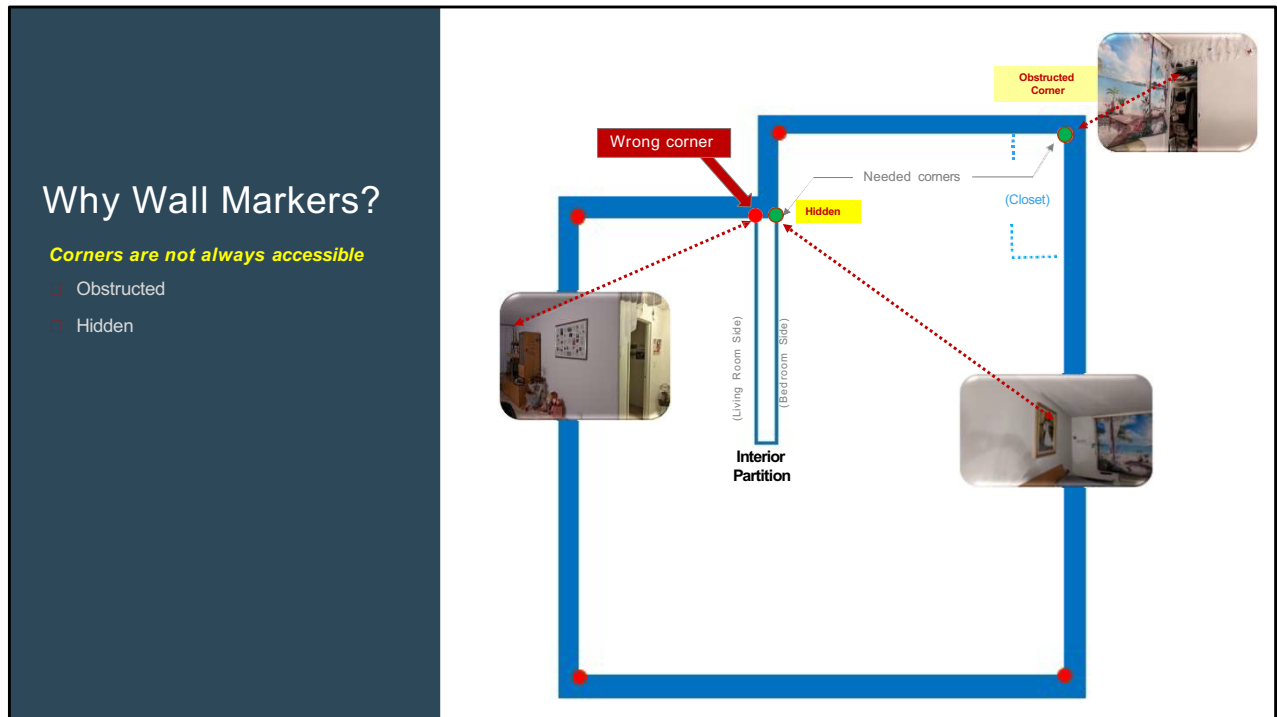 Why Wall Markers?
Corners are not always accessible
Obstructed
Hidden
Obstructed
Corner
Wrong corner
Needed corners
(Closet)
Hidden
(Living Room Side)
(Bedroom Side)
Interior
Partition